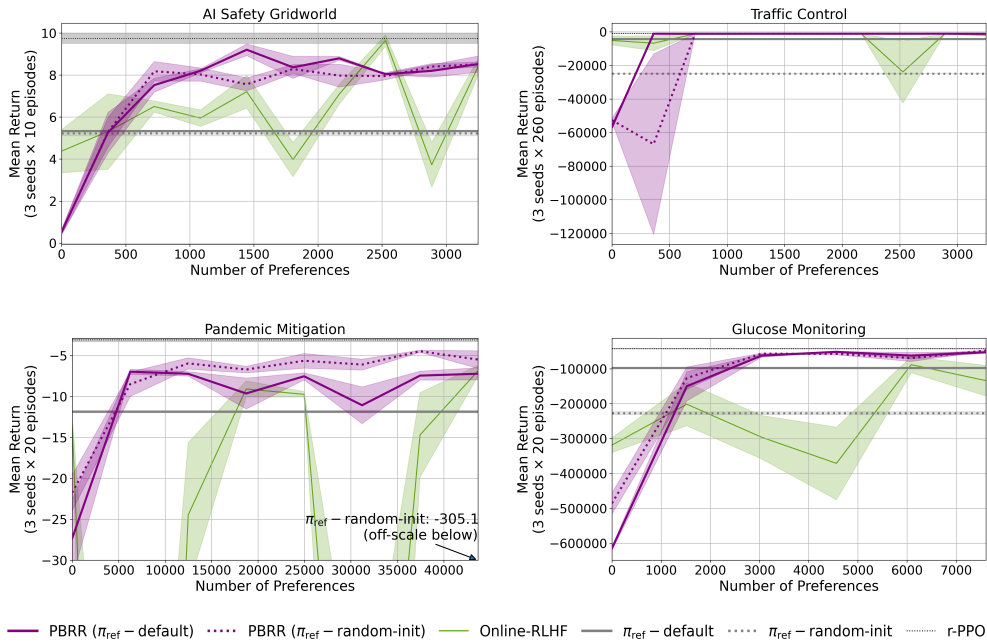 AI Safety Gridworld
Mean Return
(3 seeds × 10 episodes)
10
8
6
4
2
0
0 500 1000 1500 2000 2500 3000
Number of Preferences
Traffic Control
Mean Return
(3 seeds × 260 episodes)
0
−20000
−40000
−60000
−80000
−100000
−120000
0 500 1000 1500 2000 2500 3000
Number of Preferences
Pandemic Mitigation
Mean Return
(3 seeds × 20 episodes)
−5
−10
−15
−20
−25
−30
π_ref − random-init: -305.1
(off-scale below)
0 5000 10000 15000 20000 25000 30000 35000 40000
Number of Preferences
Glucose Monitoring
Mean Return
(3 seeds × 20 episodes)
−100000
−200000
−300000
−400000
−500000
−600000
0 1000 2000 3000 4000 5000 6000 7000
Number of Preferences
PBRR (π_ref − default) PBRR (π_ref − random-init) Online-RLHF π_ref − default π_ref − random-init r-PPO